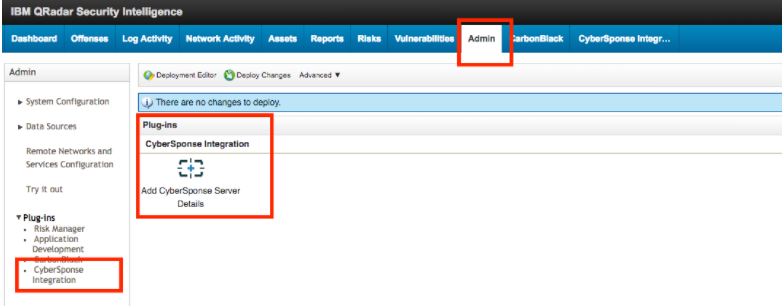 IBM QRadar Security Intelligence
Dashboard Offenses Log Activity Network Activity Assets Reports Risks Vulnerabilities Admin CarbonBlack CyberSponse Integr...
Admin
Deployment Editor Deploy Changes Advanced ▼
▶ System Configuration
There are no changes to deploy.
▶ Data Sources
Plug-ins
CyberSponse Integration
Remote Networks and
Services Configuration
Add CyberSponse Server
Details
Try it out
▼ Plug-ins
• Risk Manager
• Application
Development
• CarbonBlack
• CyberSponse
Integration